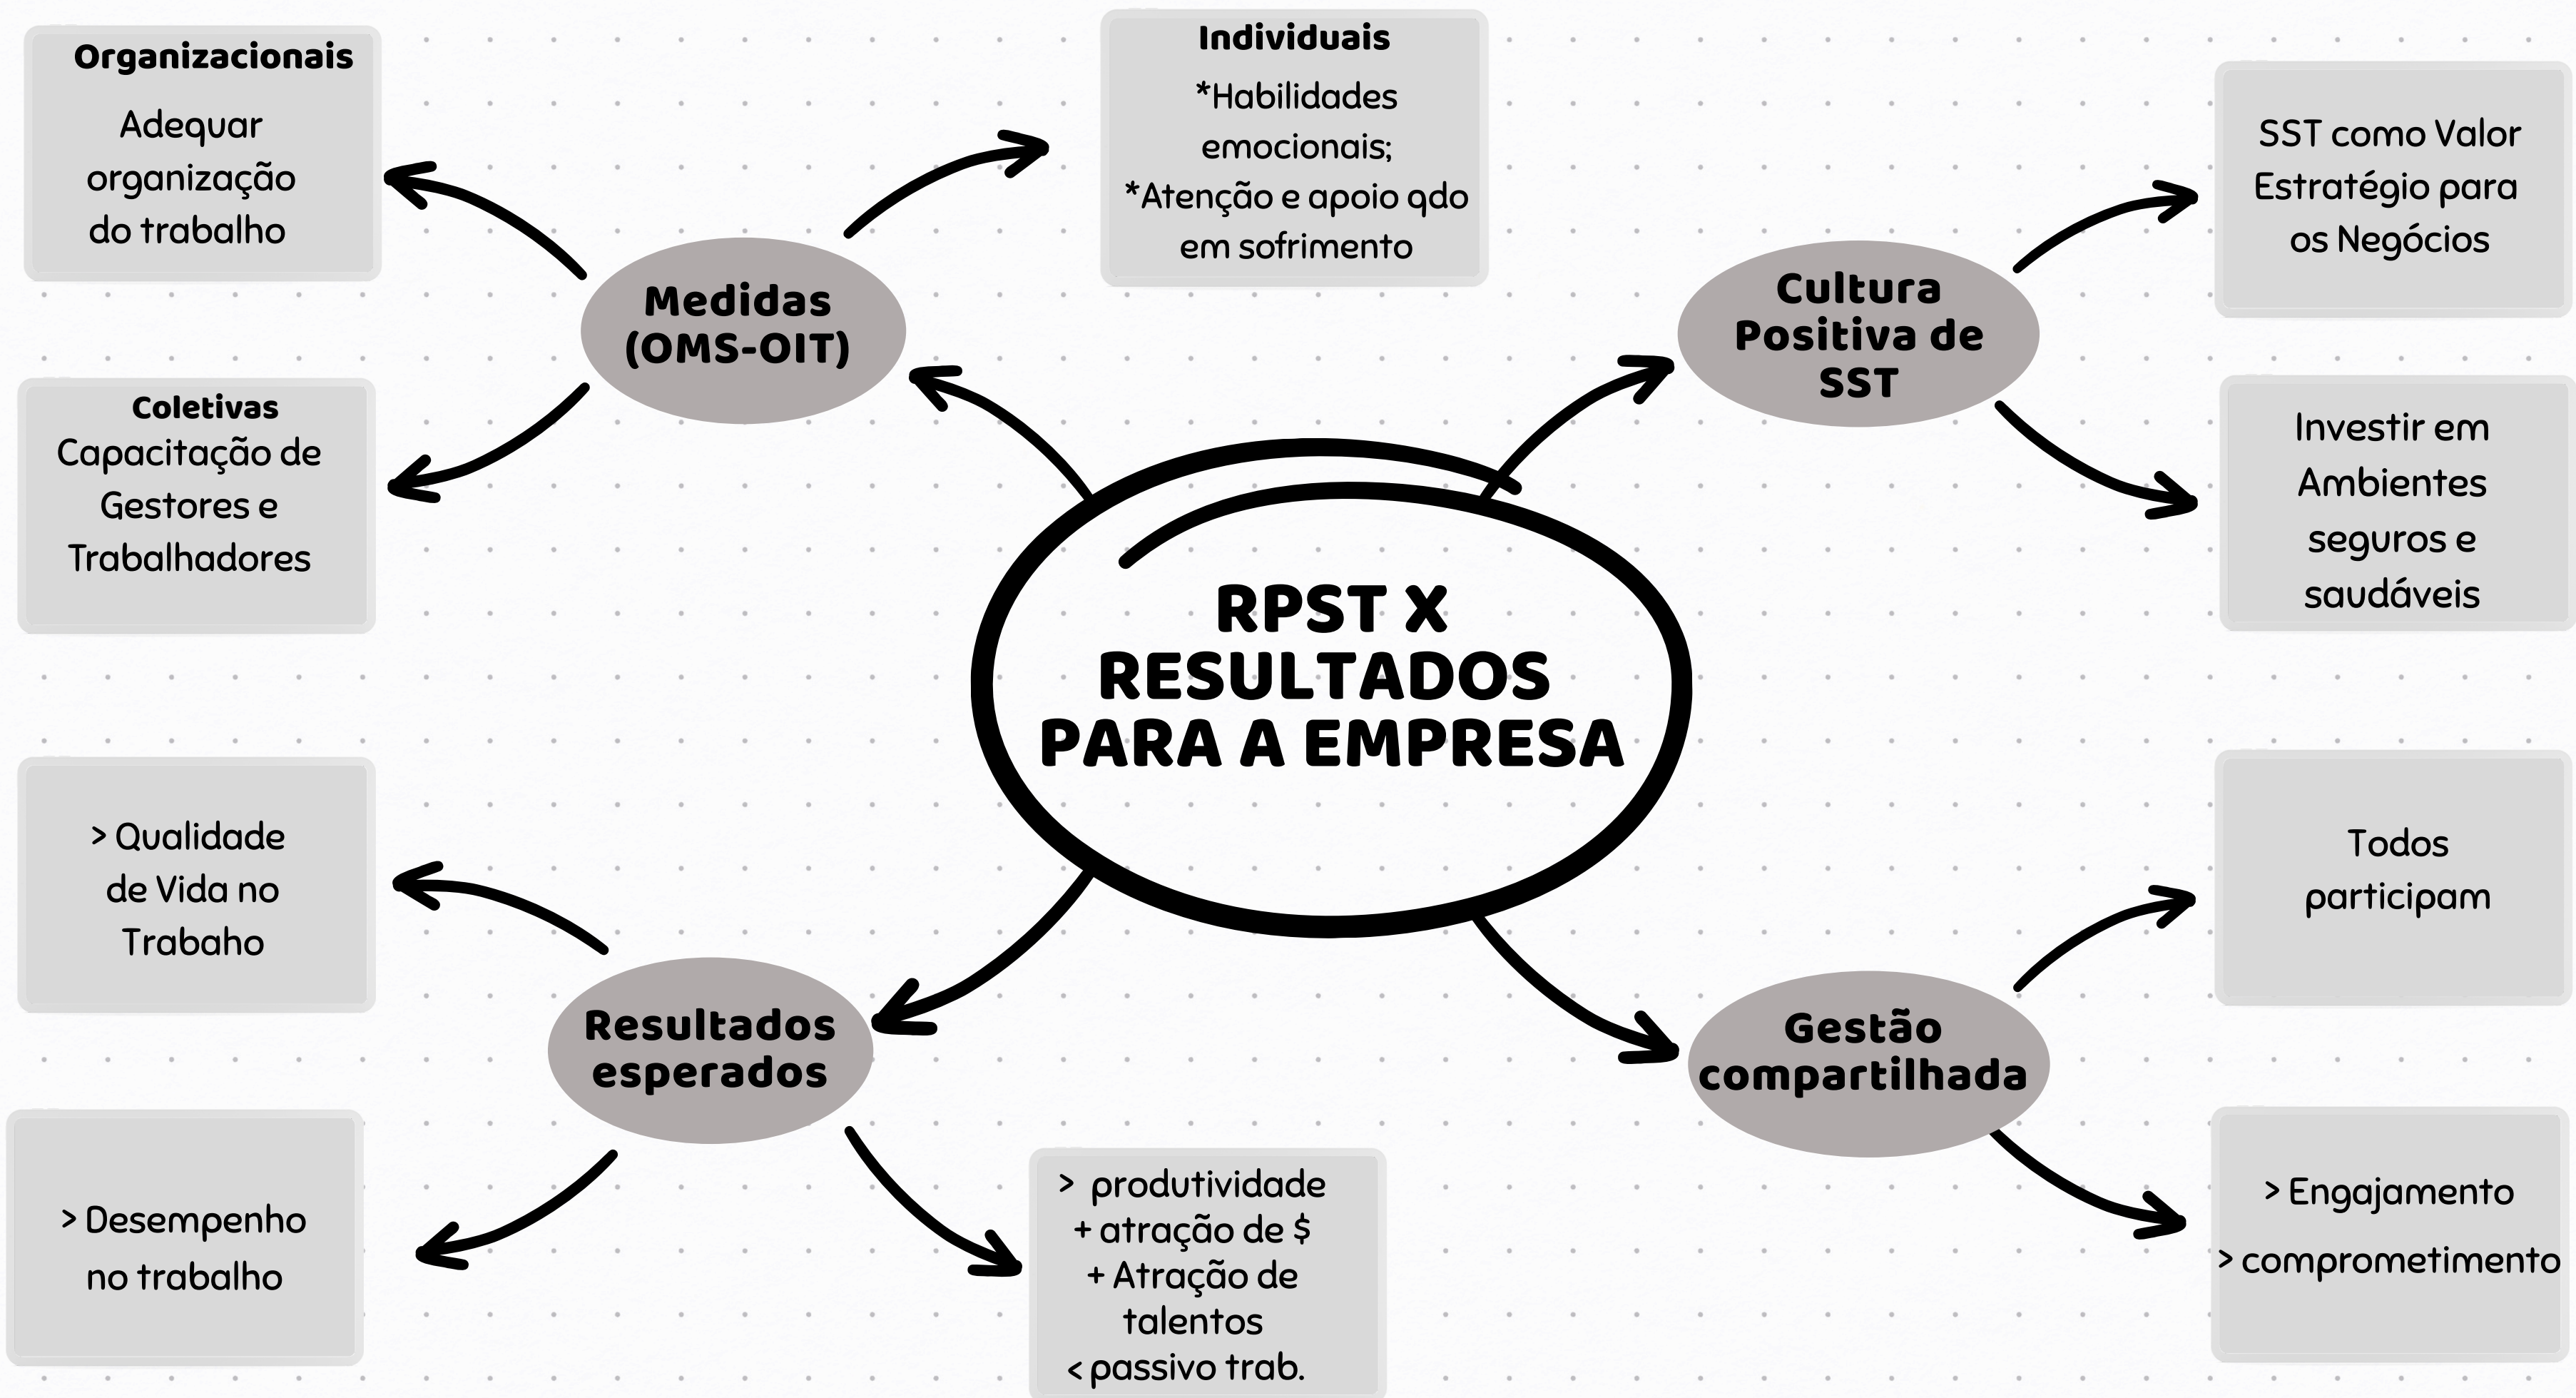 Organizacionais
Adequar
organização
do trabalho
Individuais
*Habilidades
emocionais;
*Atenção e apoio qdo
em sofrimento
Medidas
(OMS-OIT)
Coletivas
Capacitação de
Gestores e
Trabalhadores
Cultura
Positiva de
SST
SST como Valor
Estratégio para
os Negócios
Investir em
Ambientes
seguros e
saudáveis
RPST X
RESULTADOS
PARA A EMPRESA
> Qualidade
de Vida no
Trabaho
Resultados
esperados
> Desempenho
no trabalho
> produtividade
+ atração de $
+ Atração de
talentos
< passivo trab.
Gestão
compartilhada
Todos
participam
> Engajamento
> comprometimento